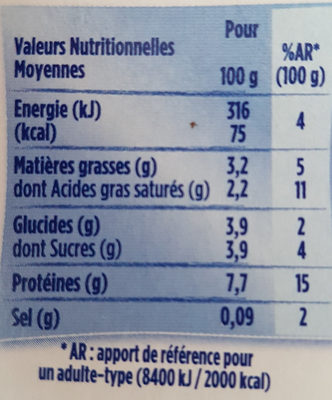 Valeurs Nutritionnelles Moyennes Pour 100 g %AR* (100 g)
Energie (kJ) 316
(kcal) 75 4
Matières grasses (g) 3,2 5
dont Acides gras saturés (g) 2,2 11
Glucides (g) 3,9 2
dont Sucres (g) 3,9 4
Protéines (g) 7,7 15
Sel (g) 0,09 2
* AR : apport de référence pour
un adulte-type (8400 kJ / 2000 kcal)